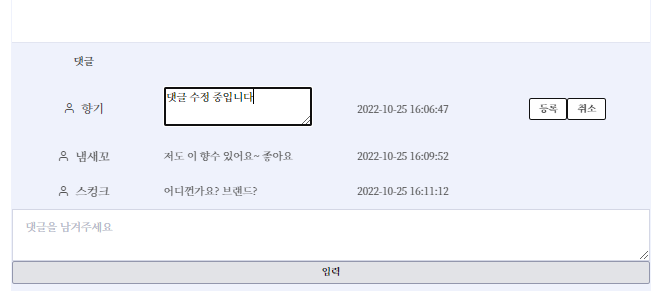 댓글
향기 댓글 수정 중입니다 2022-10-25 16:06:47 등록 취소
냄새꼬 저도 이 향수 있어요~ 좋아요 2022-10-25 16:09:52
스컹크 어디껀가요? 브랜드? 2022-10-25 16:11:12
댓글을 남겨주세요
입력